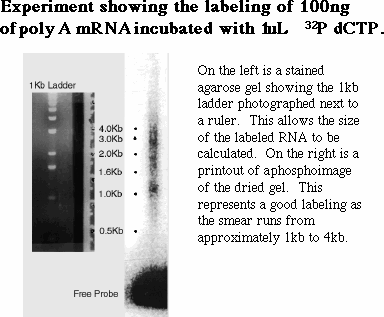 Experiment showing the labeling of 100ng
of poly A mRNA incubated with 1uL 32P dCTP.
1Kb Ladder
4.0Kb
3.0Kb
2.0Kb
1.6Kb
1.0Kb
0.5Kb
Free Probe
On the left is a stained
agarose gel showing the 1kb
ladder photographed next to
a ruler. This allows the size
of the labeled RNA to be
calculated. On the right is a
printout of aphosphoimage
of the dried gel. This
represents a good labeling as
the smear runs from
approximately 1kb to 4kb.